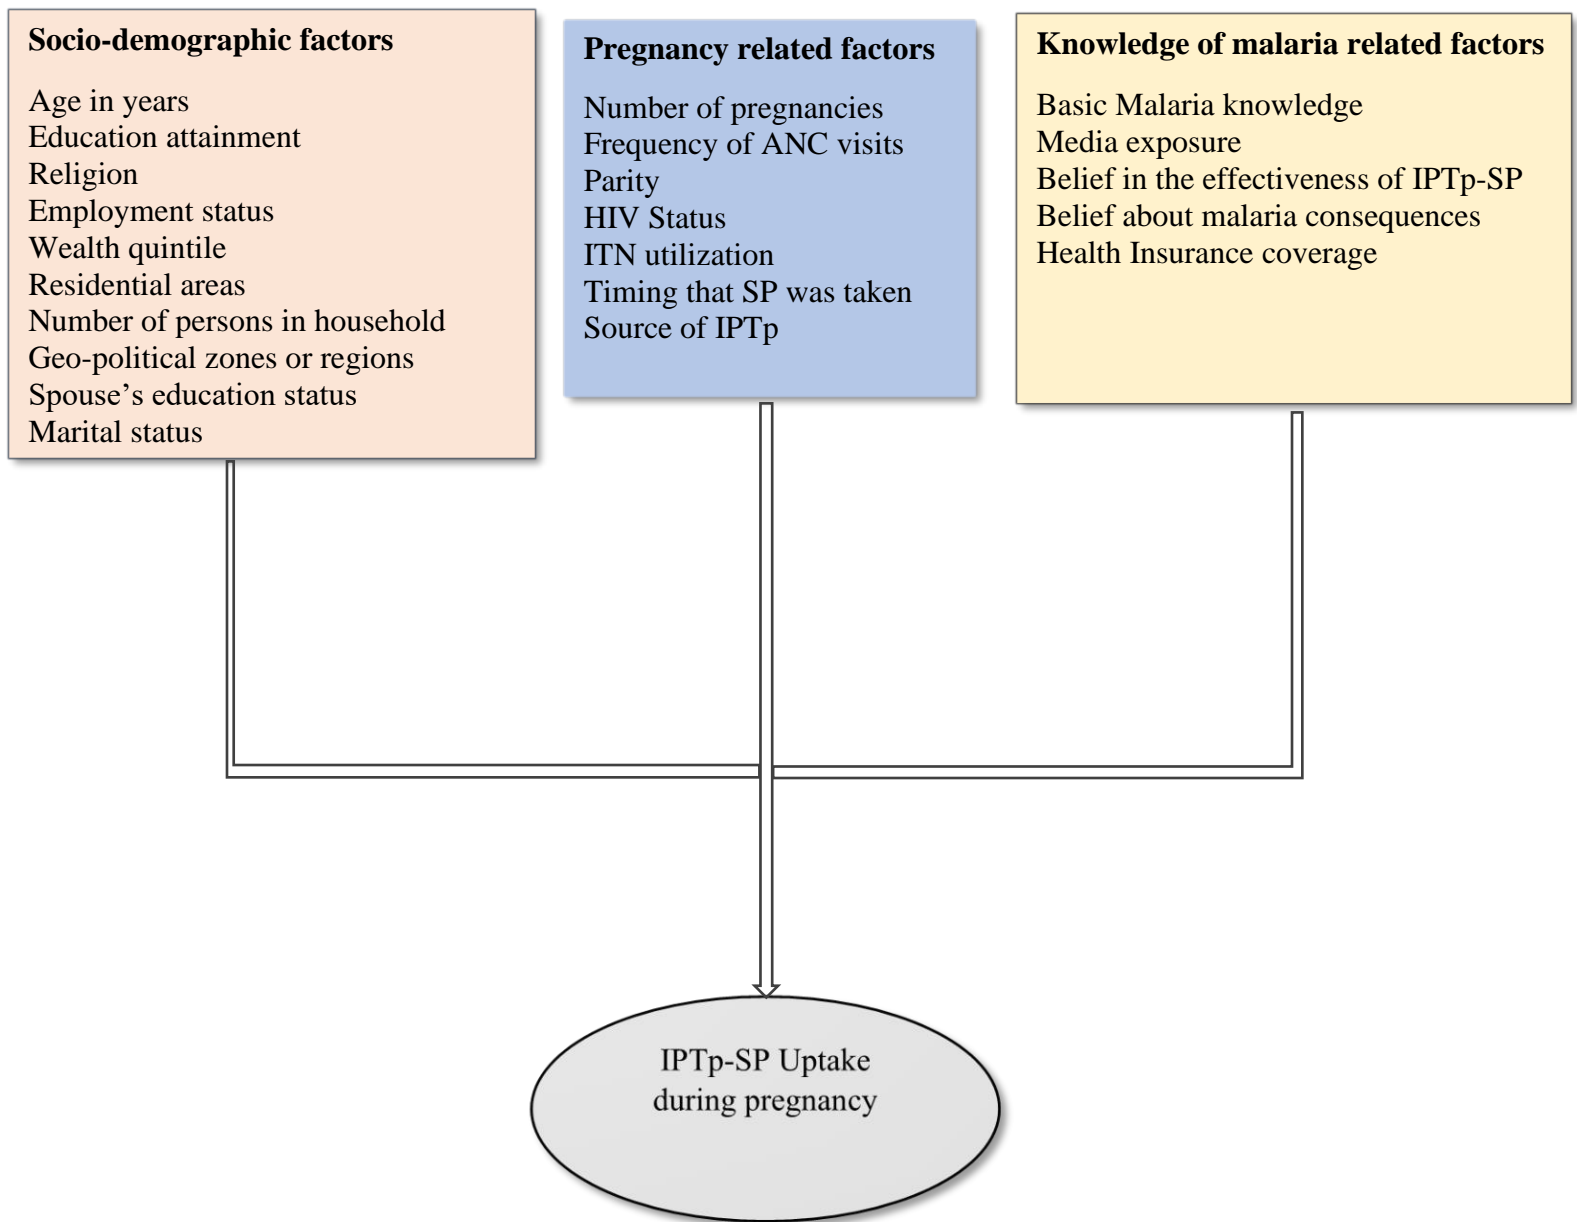 Socio-demographic factors
Age in years
Education attainment
Religion
Employment status
Wealth quintile
Residential areas
Number of persons in household
Geo-political zones or regions
Spouse’s education status
Marital status
Pregnancy related factors
Number of pregnancies
Frequency of ANC visits
Parity
HIV Status
ITN utilization
Timing that SP was taken
Source of IPTp
Knowledge of malaria related factors
Basic Malaria knowledge
Media exposure
Belief in the effectiveness of IPTp-SP
Belief about malaria consequences
Health Insurance coverage
IPTp-SP Uptake
during pregnancy